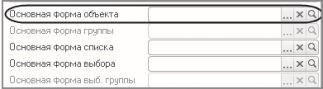 Основная форма объекта
Основная форма группы
Основная форма списка
Основная форма выбора
Основная форма выб. группы